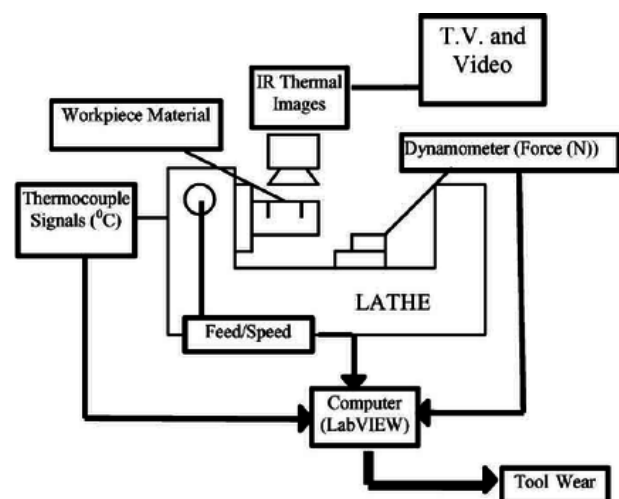 T.V. and
Video
IR Thermal
Images
Workpiece Material
Dynamometer (Force (N))
Thermocouple
Signals (⁰C)
LATHE
Feed/Speed
Computer
(LabVIEW)
Tool Wear